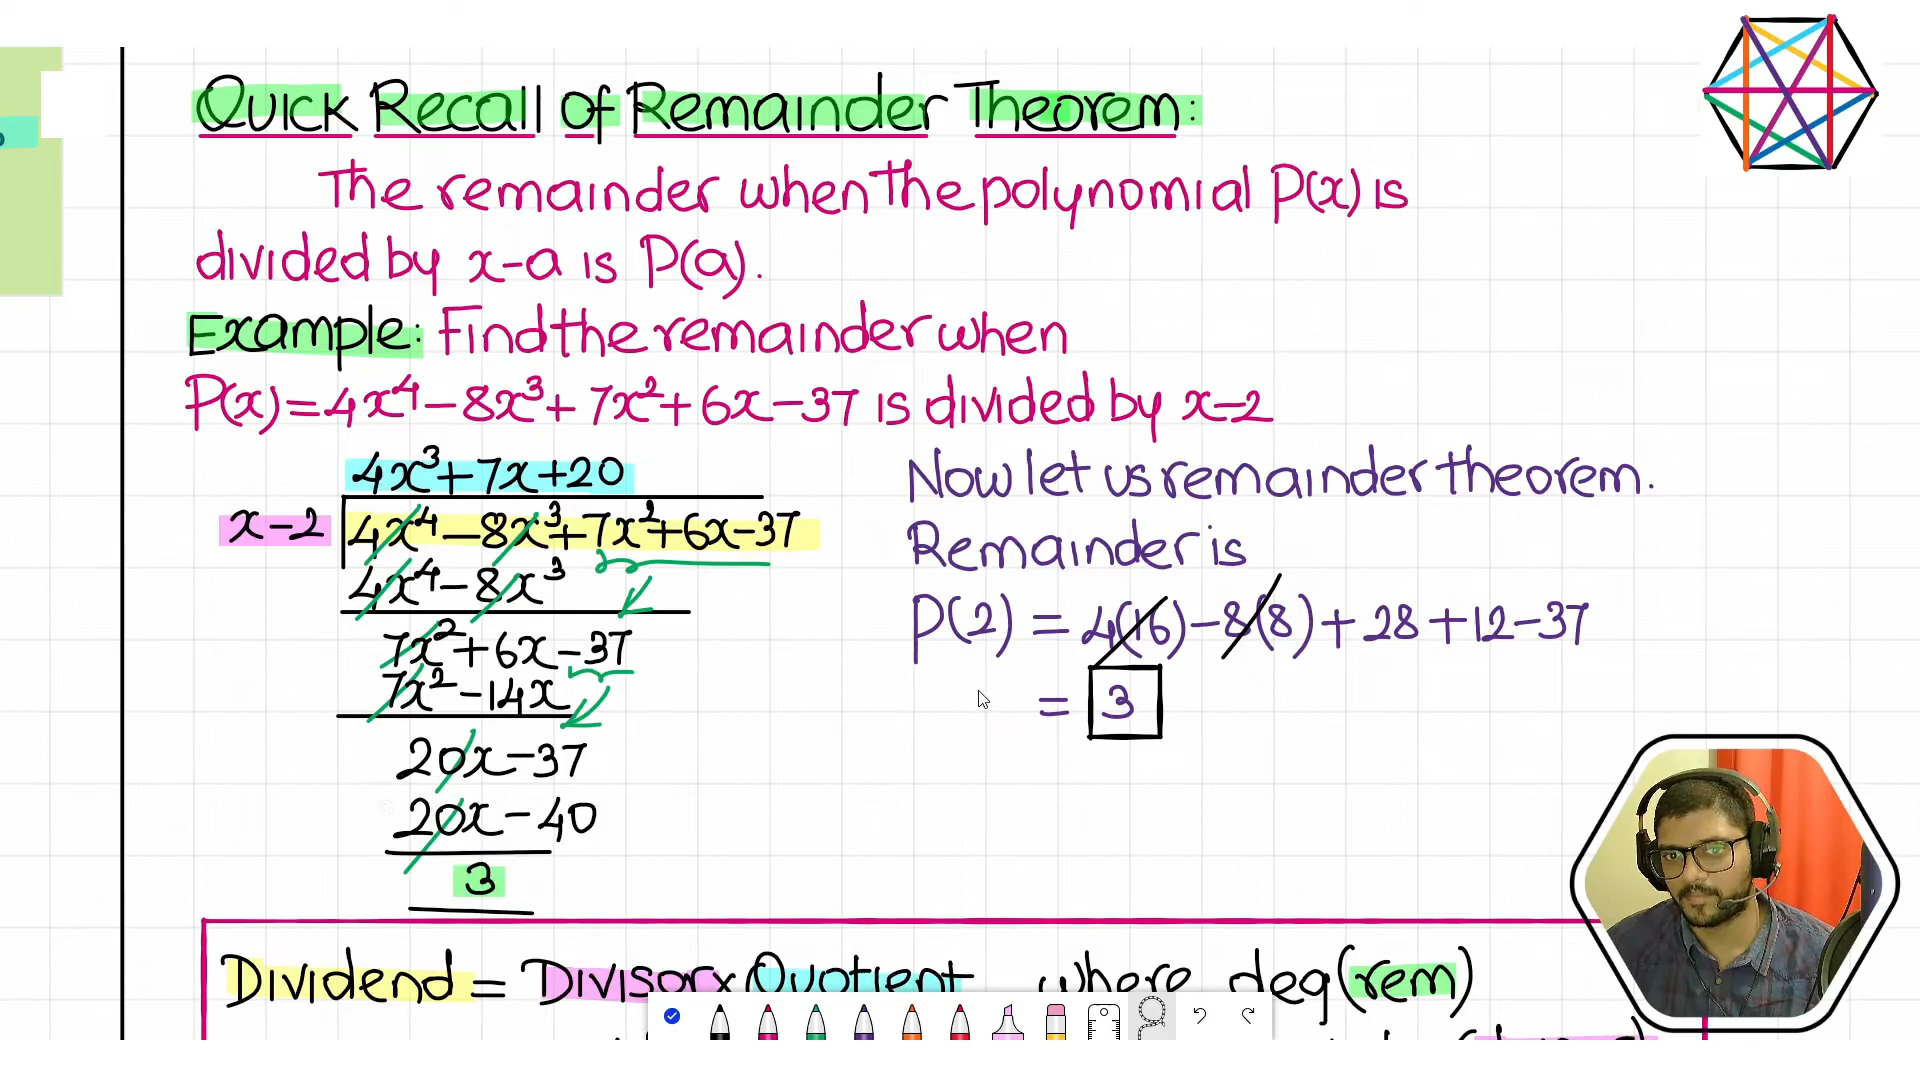 Quick Recall of Remainder Theorem:
The remainder when the polynomial P(x) is
divided by x-a is P(a).
Example: Find the remainder when
P(x)=4x⁴-8x³+7x²+6x-37 is divided by x-2
4x³+7x+20
x-2 4x⁴-8x³+7x²+6x-37
4x⁴-8x³
7x²+6x-37
7x²-14x
20x-37
20x-40
3
Now let us remainder theorem.
Remainder is
P(2) = 4(16)-8(8)+28+12-37
= 3
Dividend = Divisor x Quotient where deg(rem)